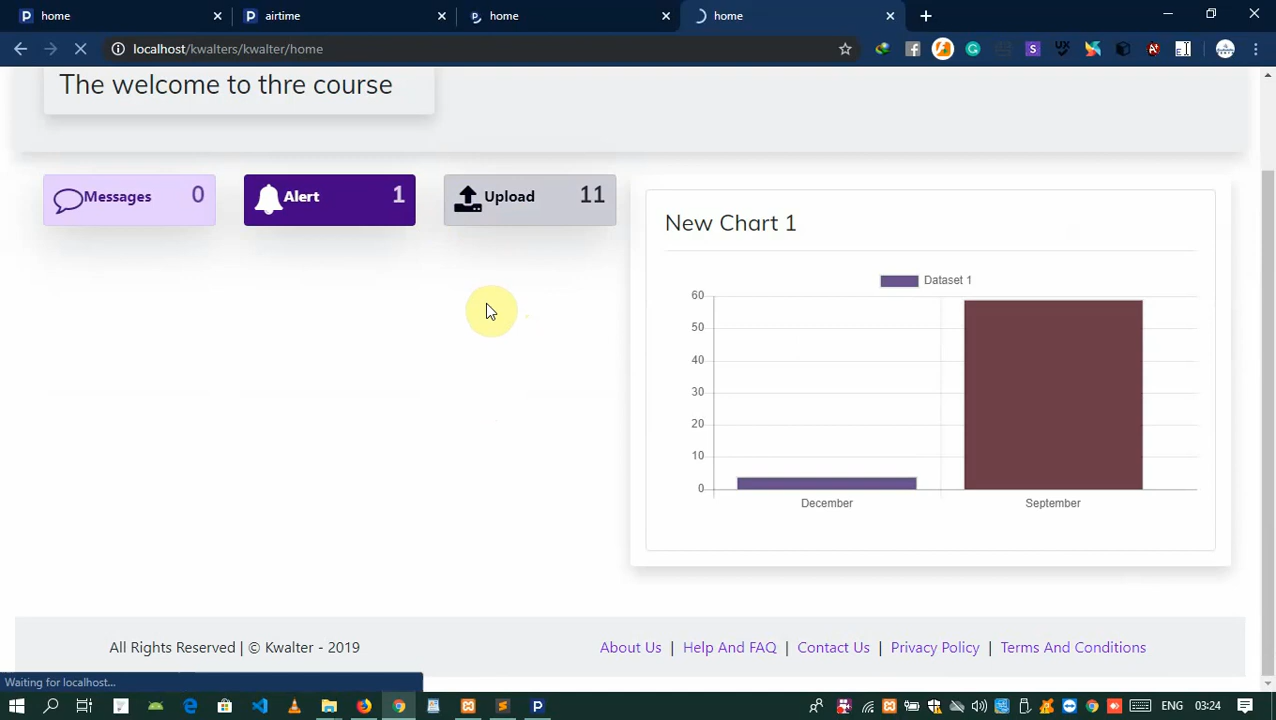 home
airtime
home
home
localhost/kwalters/kwalter/home
The welcome to thre course
Messages 0
Alert 1
Upload 11
New Chart 1
Dataset 1
60
50
40
30
20
10
0
December
September
All Rights Reserved | © Kwalter - 2019
About Us | Help And FAQ | Contact Us | Privacy Policy | Terms And Conditions
Waiting for localhost...
ENG 03:24